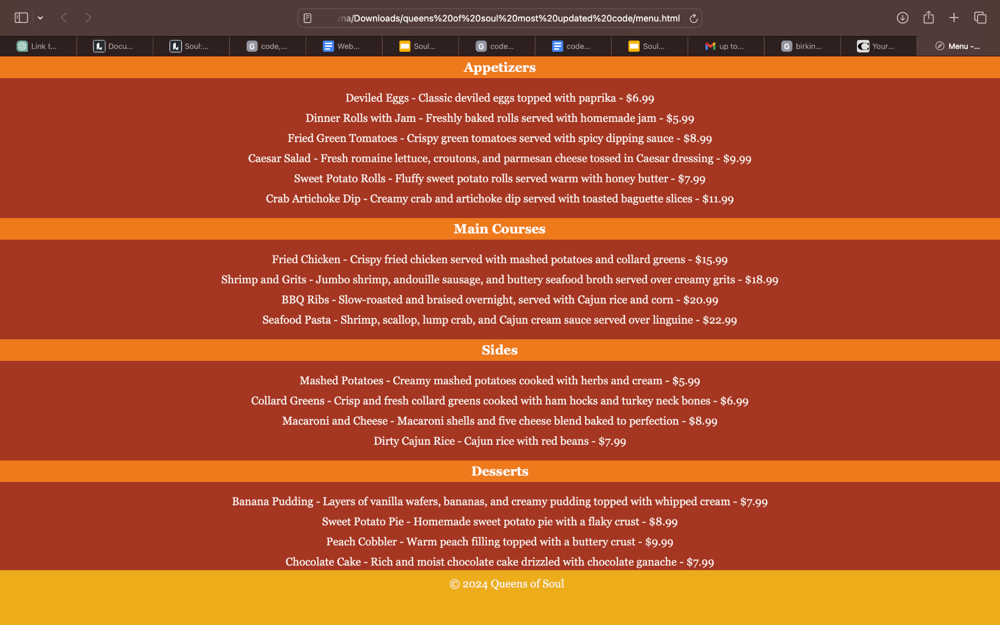 yna/Downloads/queens%20of%20soul%20most%20updated%20code/menu.html
Link t...
Docu...
Soul:...
code,...
Web...
Soul...
code...
code...
Soul...
up to...
birkin...
Your...
Menu -...
Appetizers
Deviled Eggs - Classic deviled eggs topped with paprika - $6.99
Dinner Rolls with Jam - Freshly baked rolls served with homemade jam - $5.99
Fried Green Tomatoes - Crispy green tomatoes served with spicy dipping sauce - $8.99
Caesar Salad - Fresh romaine lettuce, croutons, and parmesan cheese tossed in Caesar dressing - $9.99
Sweet Potato Rolls - Fluffy sweet potato rolls served warm with honey butter - $7.99
Crab Artichoke Dip - Creamy crab and artichoke dip served with toasted baguette slices - $11.99
Main Courses
Fried Chicken - Crispy fried chicken served with mashed potatoes and collard greens - $15.99
Shrimp and Grits - Jumbo shrimp, andouille sausage, and buttery seafood broth served over creamy grits - $18.99
BBQ Ribs - Slow-roasted and braised overnight, served with Cajun rice and corn - $20.99
Seafood Pasta - Shrimp, scallop, lump crab, and Cajun cream sauce served over linguine - $22.99
Sides
Mashed Potatoes - Creamy mashed potatoes cooked with herbs and cream - $5.99
Collard Greens - Crisp and fresh collard greens cooked with ham hocks and turkey neck bones - $6.99
Macaroni and Cheese - Macaroni shells and five cheese blend baked to perfection - $8.99
Dirty Cajun Rice - Cajun rice with red beans - $7.99
Desserts
Banana Pudding - Layers of vanilla wafers, bananas, and creamy pudding topped with whipped cream - $7.99
Sweet Potato Pie - Homemade sweet potato pie with a flaky crust - $8.99
Peach Cobbler - Warm peach filling topped with a buttery crust - $9.99
Chocolate Cake - Rich and moist chocolate cake drizzled with chocolate ganache - $7.99
© 2024 Queens of Soul